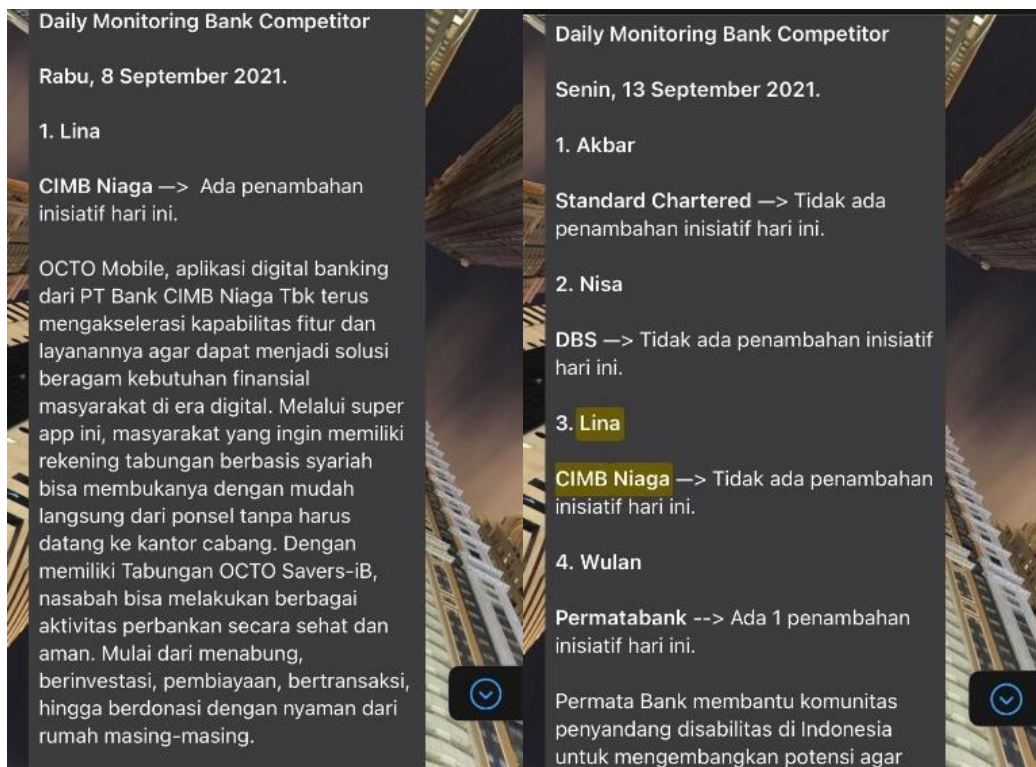 Daily Monitoring Bank Competitor
Rabu, 8 September 2021.
1. Lina
CIMB Niaga —> Ada penambahan
inisiatif hari ini.
OCTO Mobile, aplikasi digital banking
dari PT Bank CIMB Niaga Tbk terus
mengakselerasi kapabilitas fitur dan
layanannya agar dapat menjadi solusi
beragam kebutuhan finansial
masyarakat di era digital. Melalui super
app ini, masyarakat yang ingin memiliki
rekening tabungan berbasis syariah
bisa membukanya dengan mudah
langsung dari ponsel tanpa harus
datang ke kantor cabang. Dengan
memiliki Tabungan OCTO Savers-iB,
nasabah bisa melakukan berbagai
aktivitas perbankan secara sehat dan
aman. Mulai dari menabung,
berinvestasi, pembiayaan, bertransaksi,
hingga berdonasi dengan nyaman dari
rumah masing-masing.
Daily Monitoring Bank Competitor
Senin, 13 September 2021.
1. Akbar
Standard Chartered —> Tidak ada
penambahan inisiatif hari ini.
2. Nisa
DBS —> Tidak ada penambahan inisiatif
hari ini.
3. Lina
CIMB Niaga —> Tidak ada penambahan
inisiatif hari ini.
4. Wulan
Permatabank --> Ada 1 penambahan
inisiatif hari ini.
Permata Bank membantu komunitas
penyandang disabilitas di Indonesia
untuk mengembangkan potensi agar